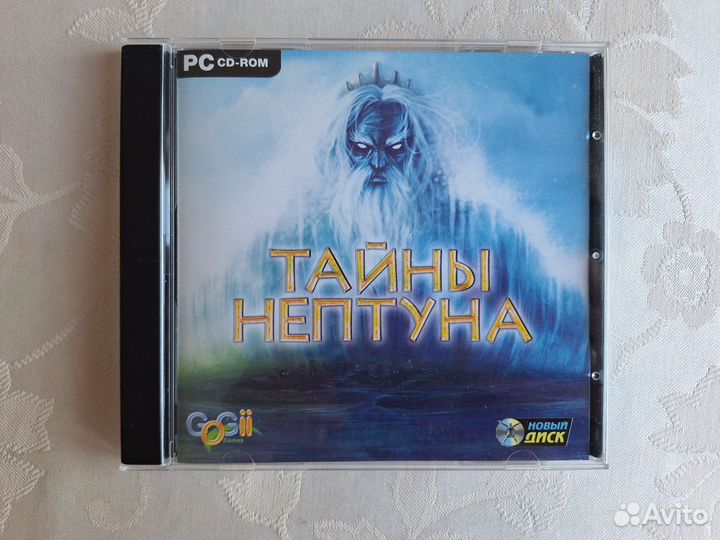 PC CD-ROM
ТАЙНЫ
НЕПТУНА
GoGii
Games
НОВЫЙ
ДИСК
Avito